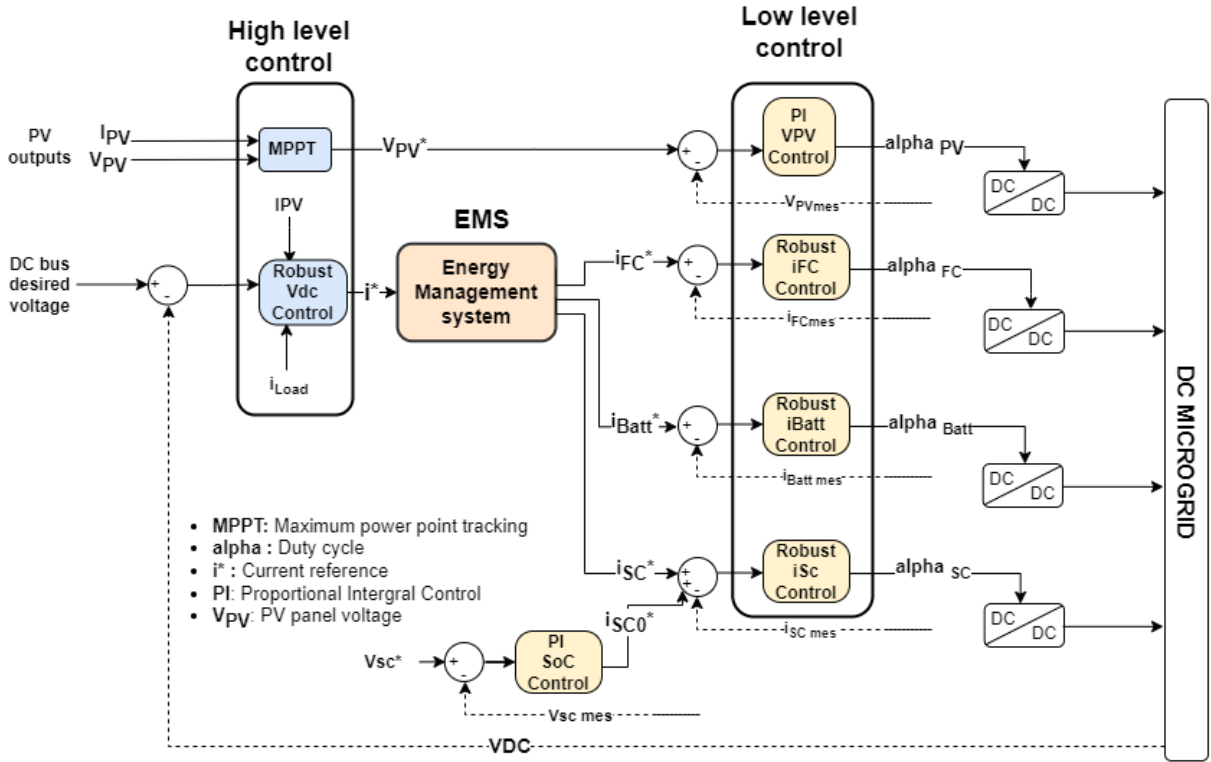 High level
control
Low level
control
PV
outputs
IPV
VPV
MPPT
VPV*
+
-
PI
VPV
Control
alpha PV
DC
DC
VPVmes
IPV
EMS
DC bus
desired
voltage
+
-
Robust
Vdc
Control
i*
Energy
Management
system
iFC*
+
-
Robust
iFC
Control
alpha FC
DC
DC
iFCmes
iLoad
iBatt*
+
-
Robust
iBatt
Control
alpha Batt
DC
DC
iBatt mes
DC MICROGRID
• MPPT: Maximum power point tracking
• alpha : Duty cycle
• i* : Current reference
• PI: Proportional Intergral Control
• VPV: PV panel voltage
iSC*
+
+
-
Robust
iSc
Control
alpha SC
DC
DC
iSC mes
iSC0*
Vsc*
+
-
PI
SoC
Control
Vsc mes
VDC